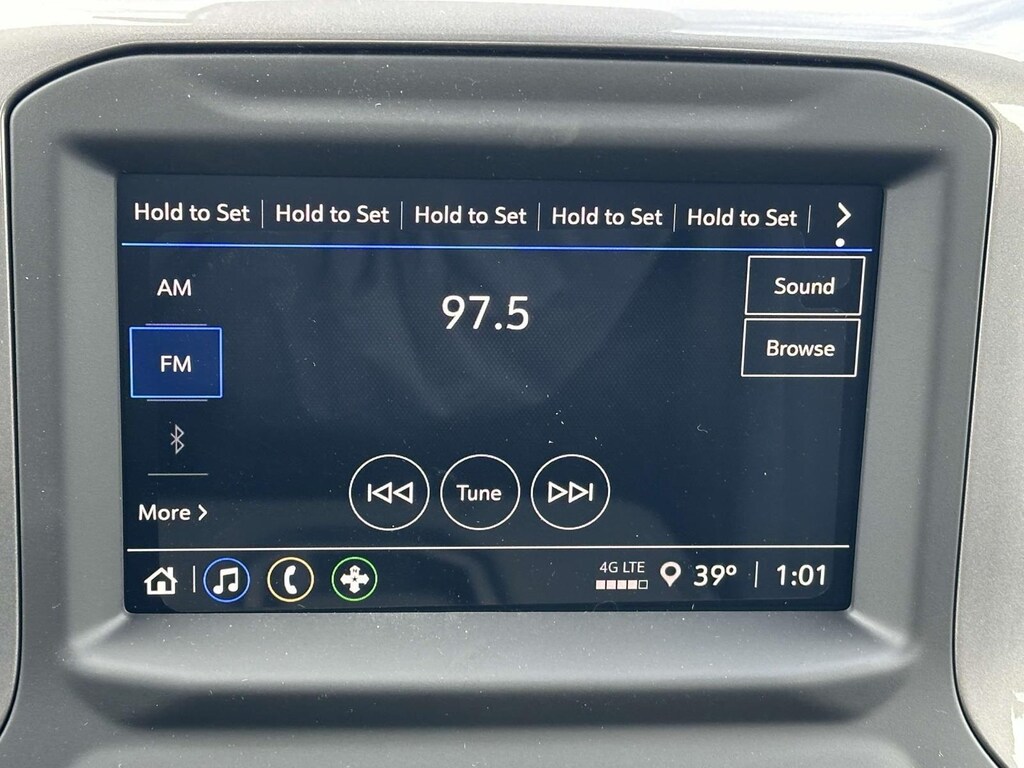 Hold to Set Hold to Set Hold to Set Hold to Set Hold to Set
AM
97.5
Sound
FM
Browse
Tune
More
4G LTE
39°
1:01